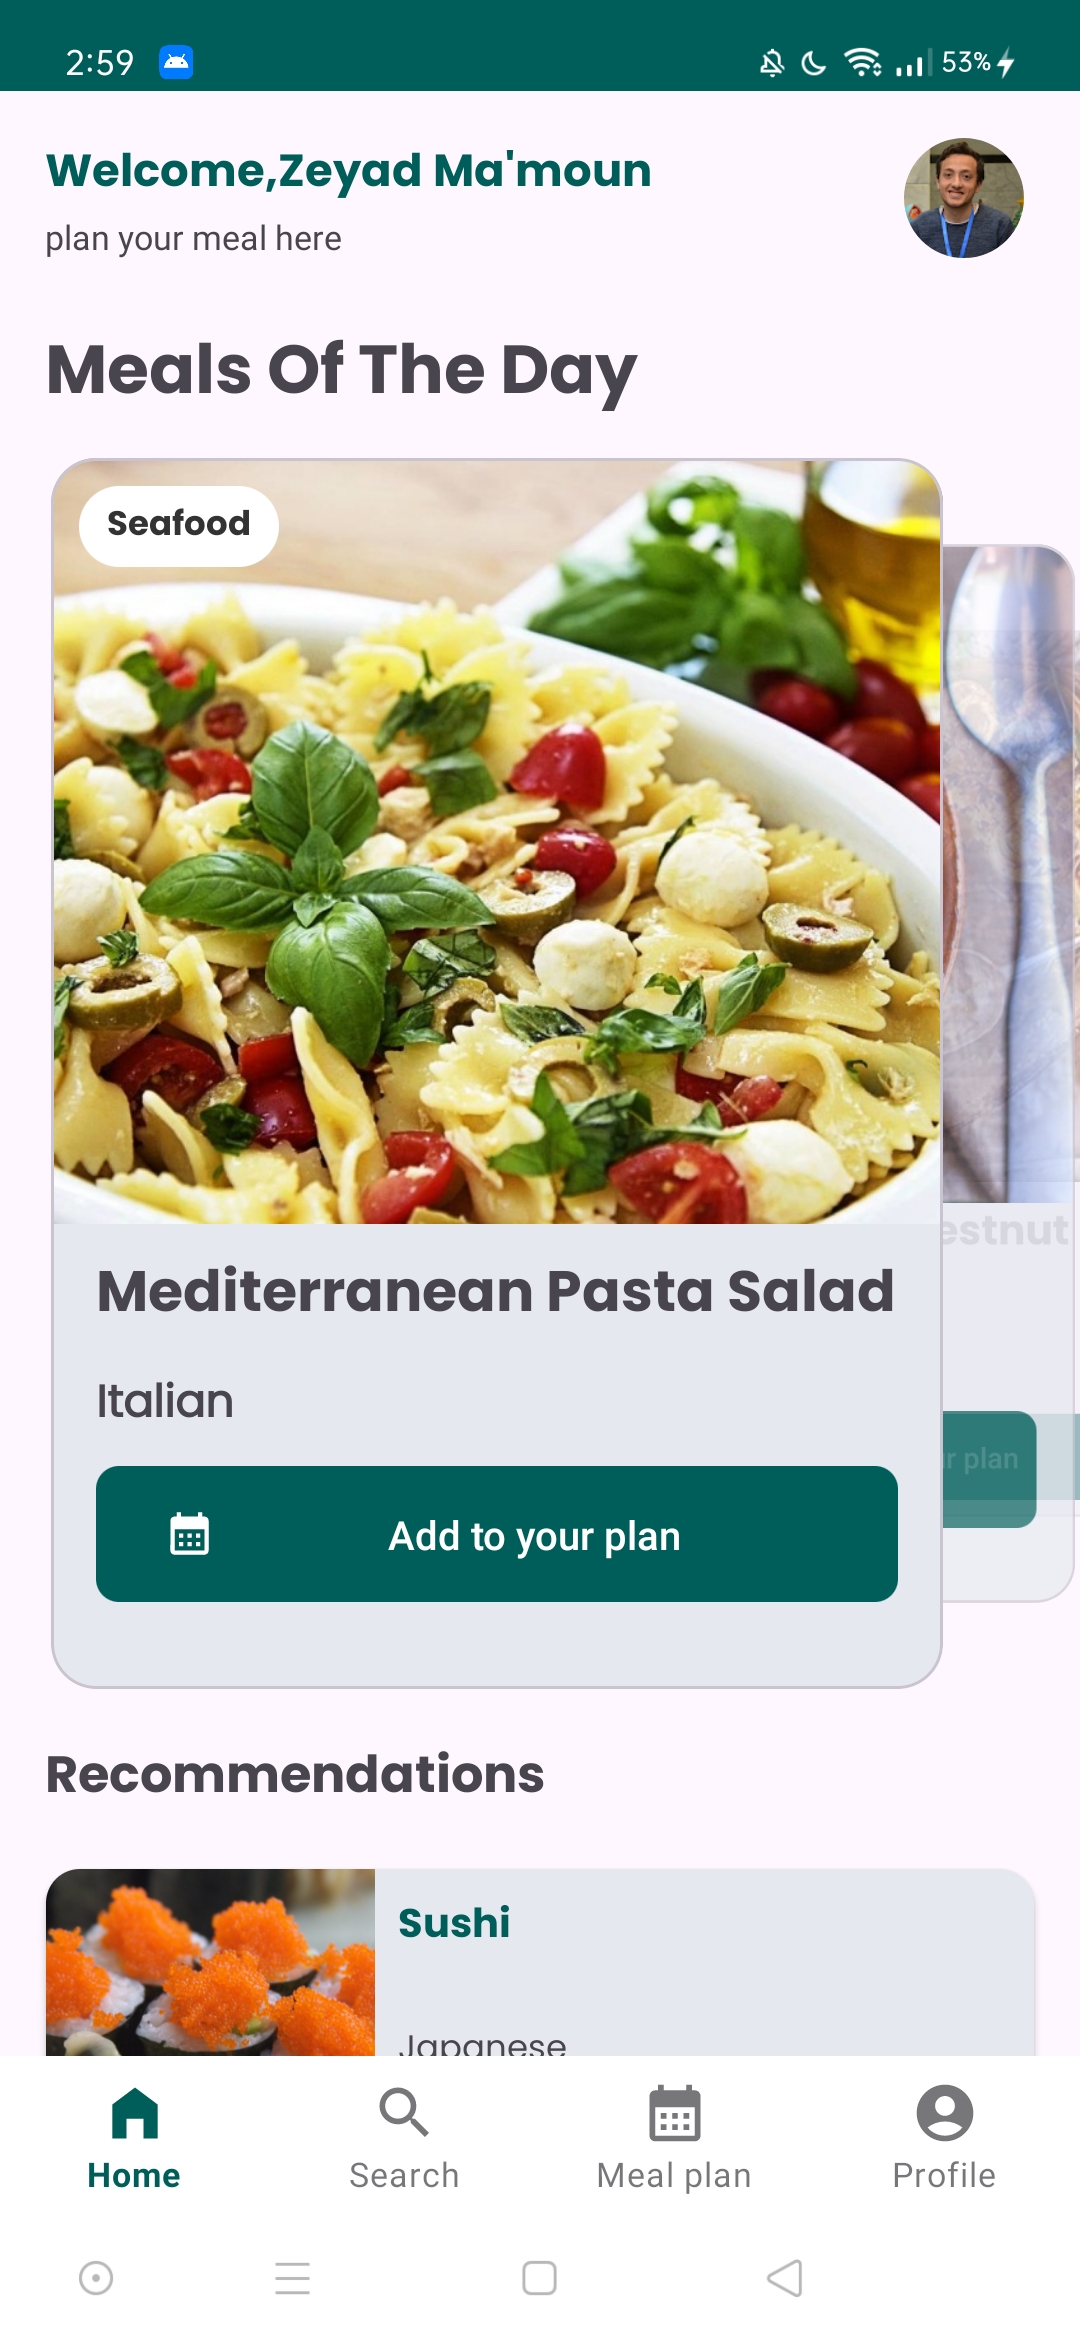 2:59
53%
Welcome,Zeyad Ma'moun
plan your meal here
Meals Of The Day
Seafood
estnut
Mediterranean Pasta Salad
Italian
r plan
Add to your plan
Recommendations
Sushi
Japanese
Home
Search
Meal plan
Profile